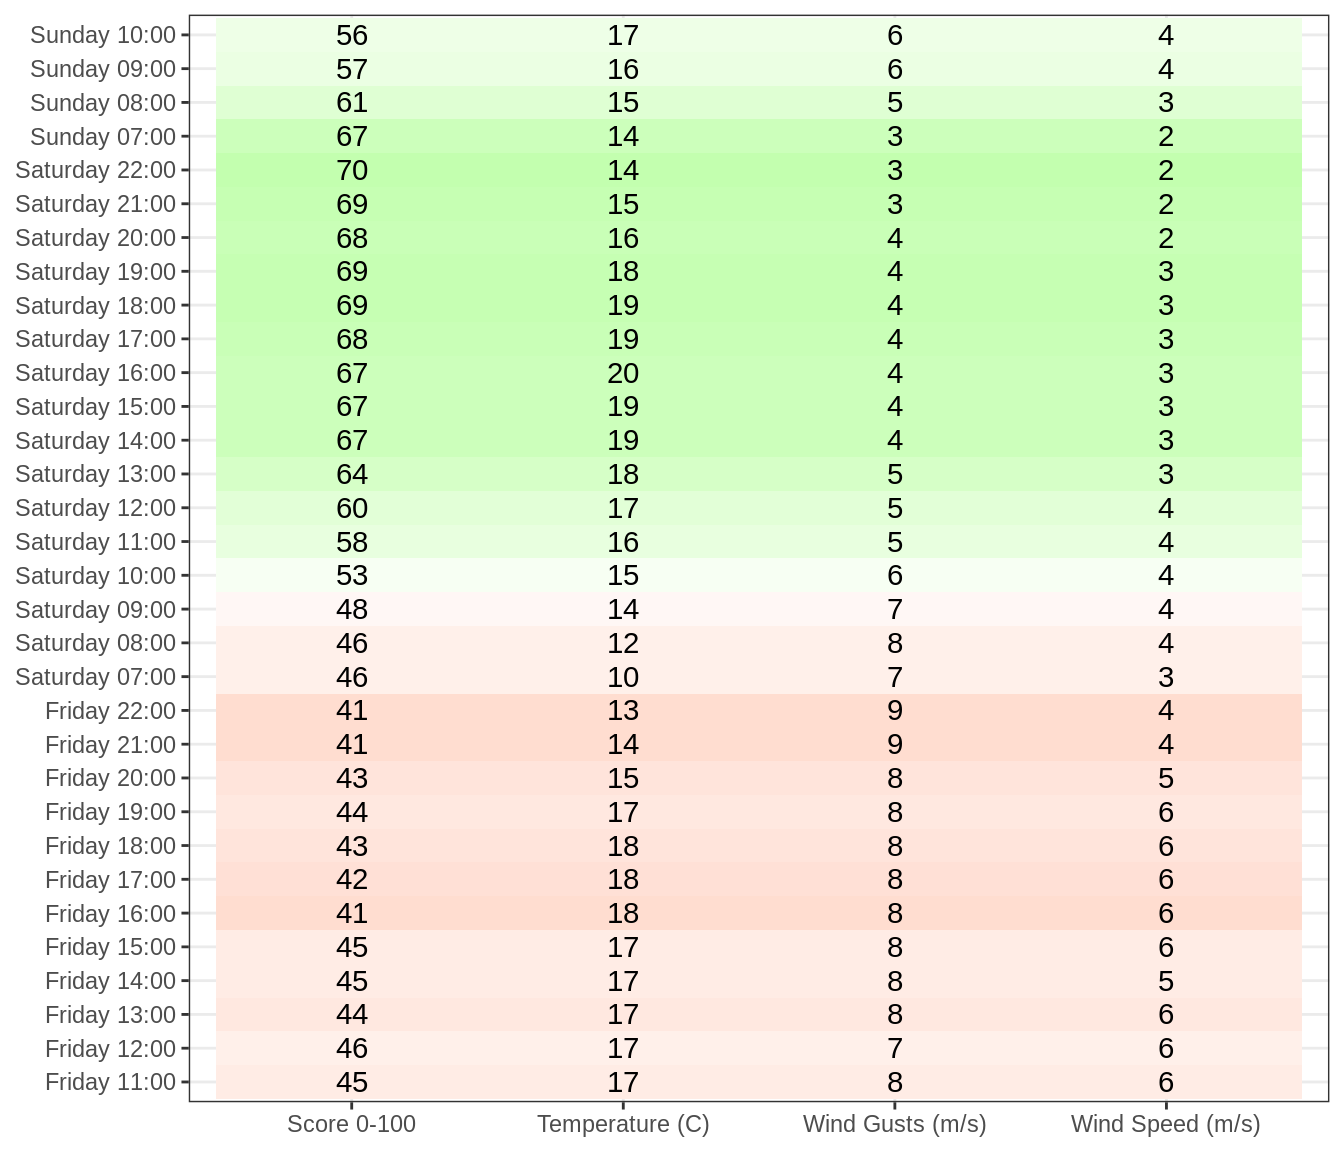 Sunday 10:00 56 17 6 4
Sunday 09:00 57 16 6 4
Sunday 08:00 61 15 5 3
Sunday 07:00 67 14 3 2
Saturday 22:00 70 14 3 2
Saturday 21:00 69 15 3 2
Saturday 20:00 68 16 4 2
Saturday 19:00 69 18 4 3
Saturday 18:00 69 19 4 3
Saturday 17:00 68 19 4 3
Saturday 16:00 67 20 4 3
Saturday 15:00 67 19 4 3
Saturday 14:00 67 19 4 3
Saturday 13:00 64 18 5 3
Saturday 12:00 60 17 5 4
Saturday 11:00 58 16 5 4
Saturday 10:00 53 15 6 4
Saturday 09:00 48 14 7 4
Saturday 08:00 46 12 8 4
Saturday 07:00 46 10 7 3
Friday 22:00 41 13 9 4
Friday 21:00 41 14 9 4
Friday 20:00 43 15 8 5
Friday 19:00 44 17 8 6
Friday 18:00 43 18 8 6
Friday 17:00 42 18 8 6
Friday 16:00 41 18 8 6
Friday 15:00 45 17 8 6
Friday 14:00 45 17 8 5
Friday 13:00 44 17 8 6
Friday 12:00 46 17 7 6
Friday 11:00 45 17 8 6
Score 0-100 Temperature (C) Wind Gusts (m/s) Wind Speed (m/s)